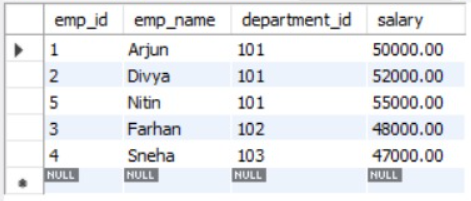 emp_id emp_name department_id salary
1 Arjun 101 50000.00
2 Divya 101 52000.00
5 Nitin 101 55000.00
3 Farhan 102 48000.00
4 Sneha 103 47000.00
NULL NULL NULL NULL